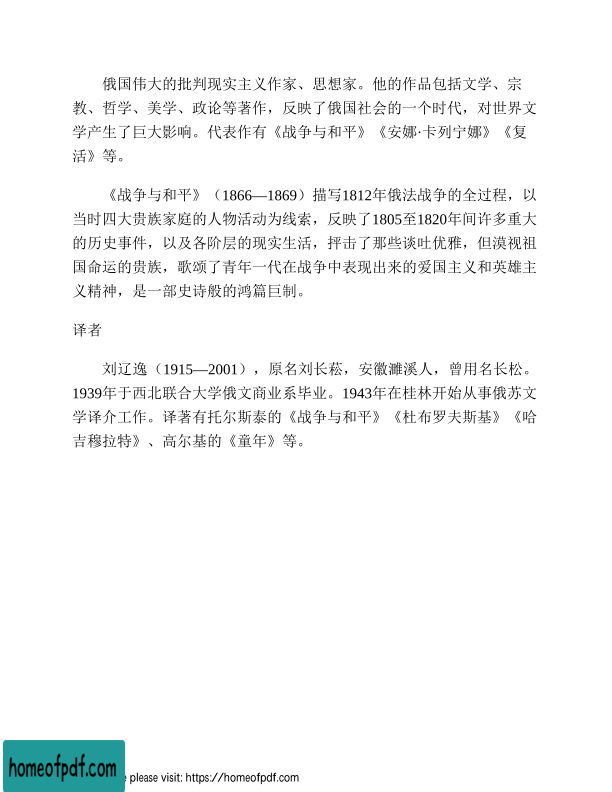 俄国伟大的批判现实主义作家、思想家。他的作品包括文学、宗
教、哲学、美学、政论等著作，反映了俄国社会的一个时代，对世界文
学产生了巨大影响。代表作有《战争与和平》《安娜·卡列宁娜》《复
活》等。
《战争与和平》（1866—1869）描写1812年俄法战争的全过程，以
当时四大贵族家庭的人物活动为线索，反映了1805至1820年间许多重大
的历史事件，以及各阶层的现实生活，抨击了那些谈吐优雅，但漠视祖
国命运的贵族，歌颂了青年一代在战争中表现出来的爱国主义和英雄主
义精神，是一部史诗般的鸿篇巨制。
译者
刘辽逸（1915—2001），原名刘长菘，安徽濉溪人，曾用名长松。
1939年于西北联合大学俄文商业系毕业。1943年在桂林开始从事俄苏文
学译介工作。译著有托尔斯泰的《战争与和平》《杜布罗夫斯基》《哈
吉穆拉特》、高尔基的《童年》等。
homeofpdf.com
e please visit: https://homeofpdf.com